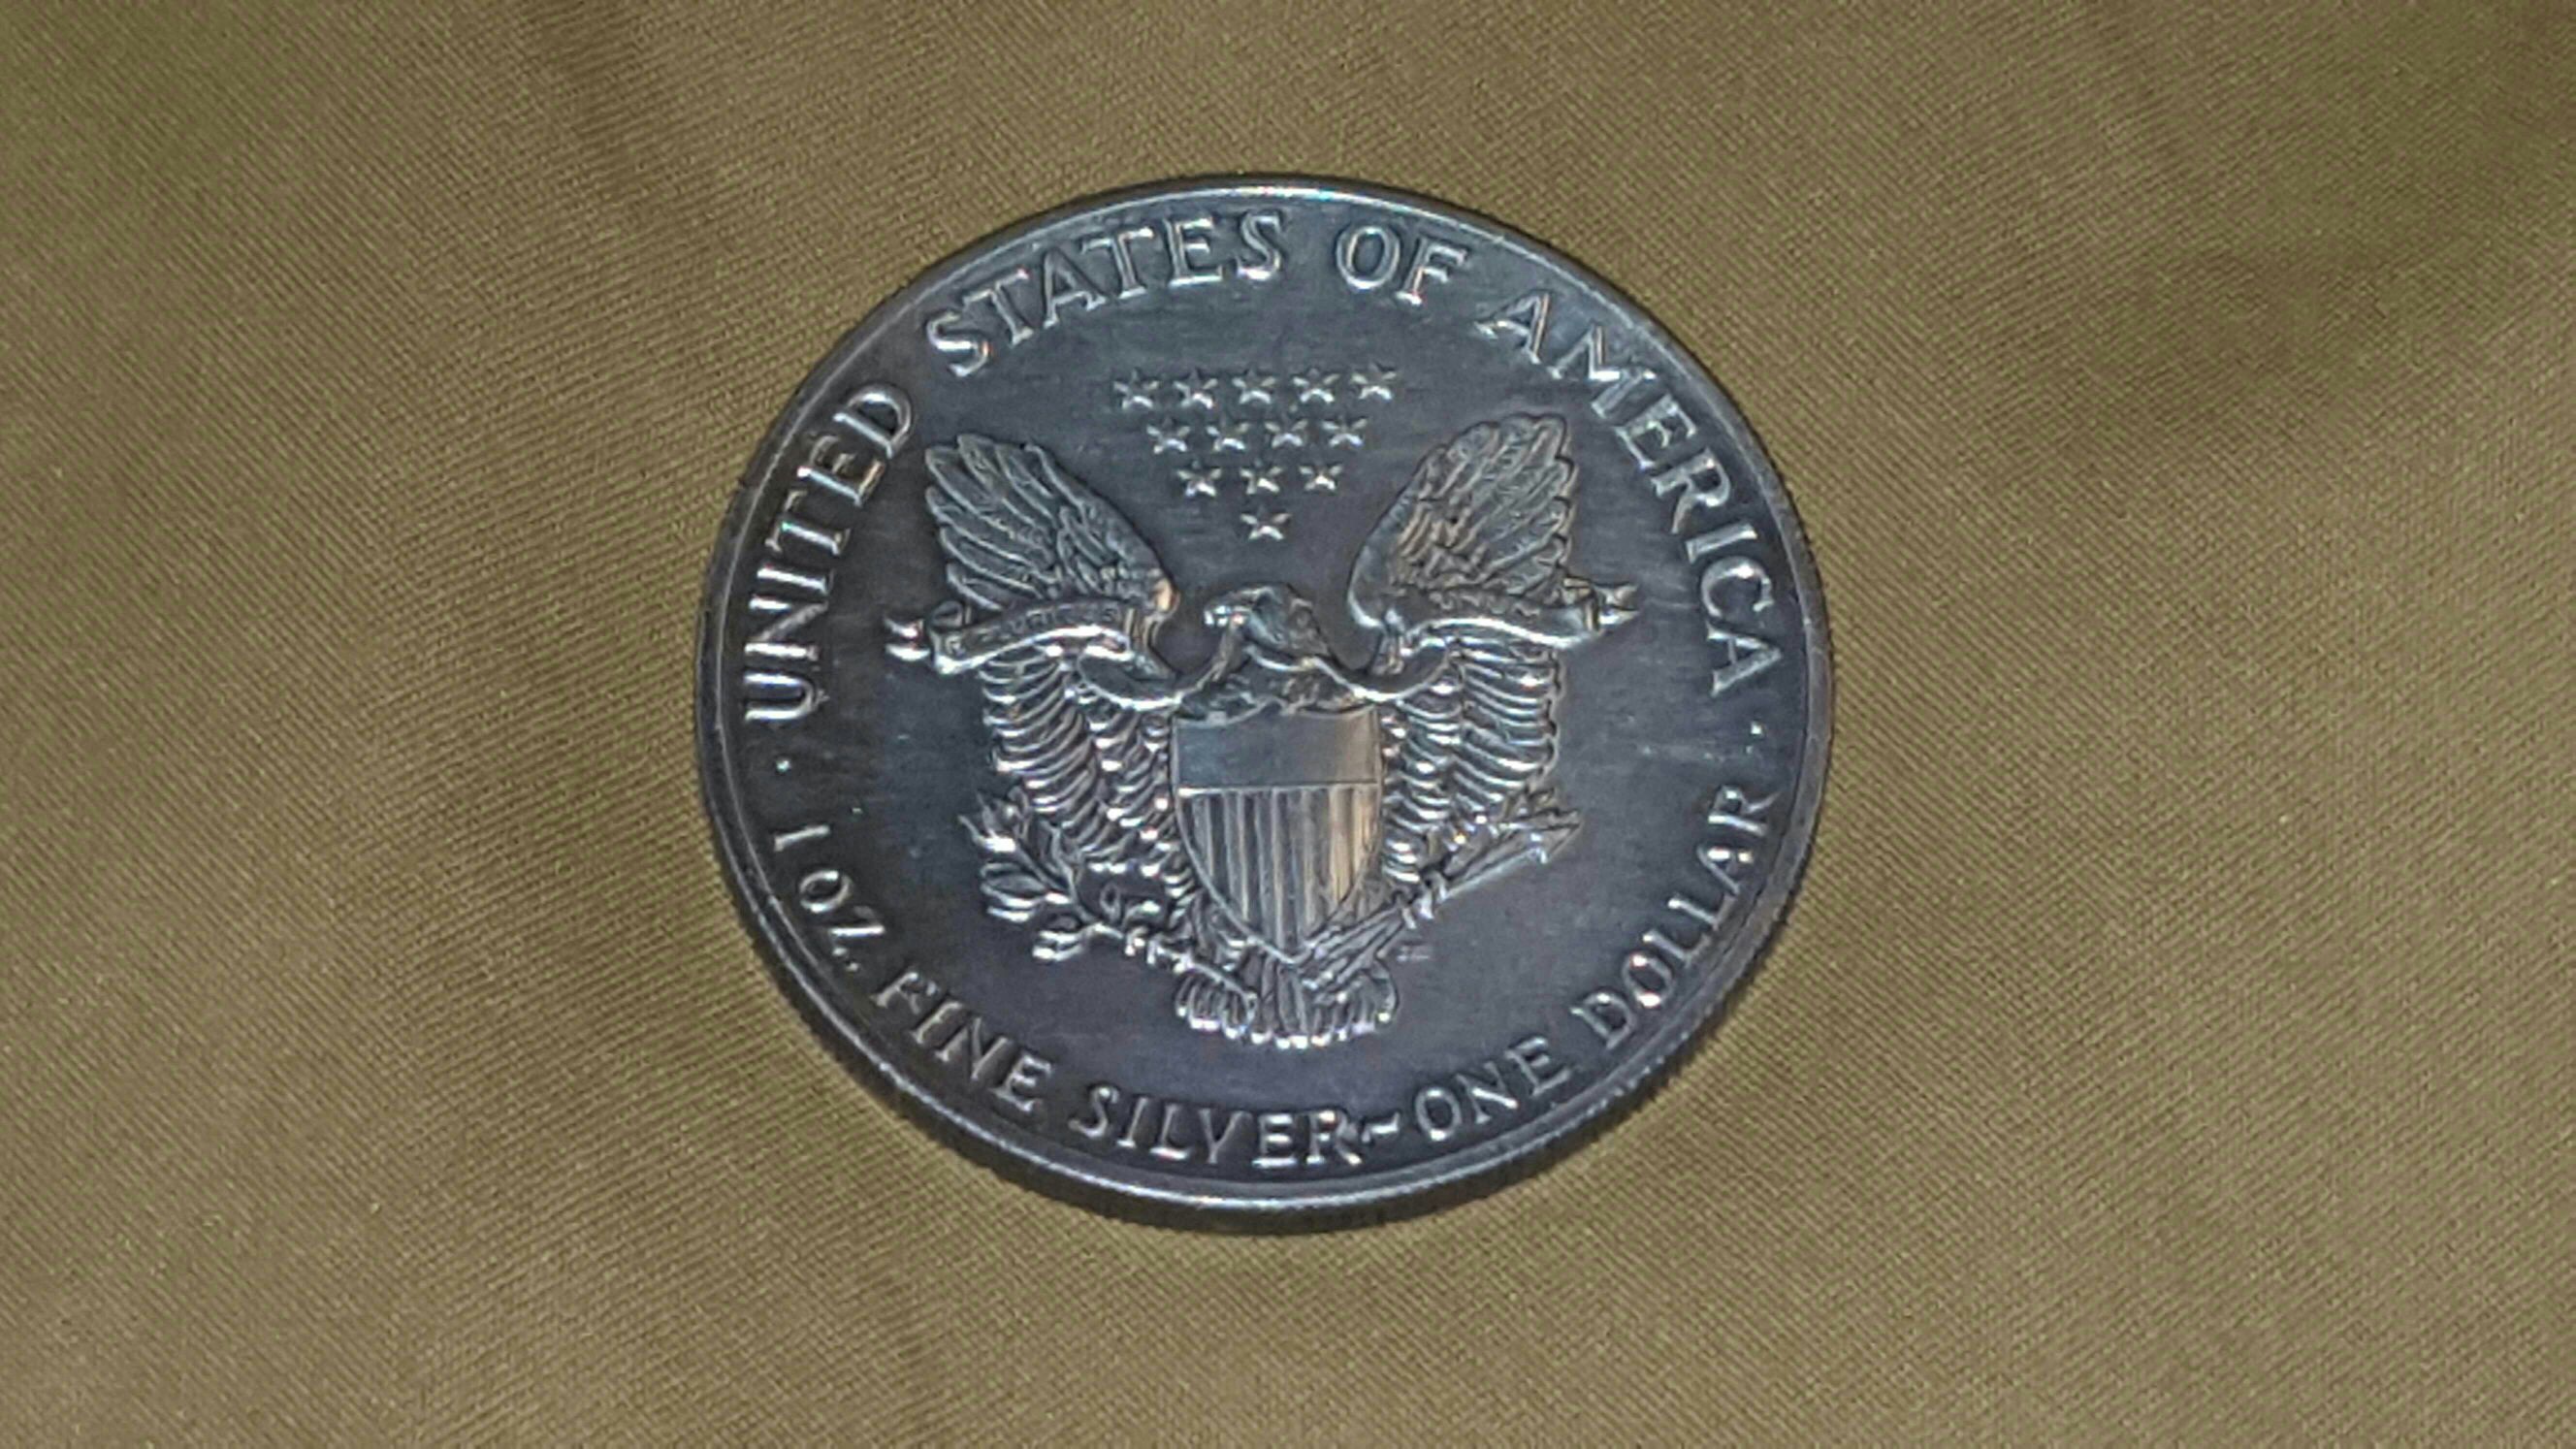 UNITED STATES OF AMERICA
1 OZ. FINE SILVER~ONE DOLLAR